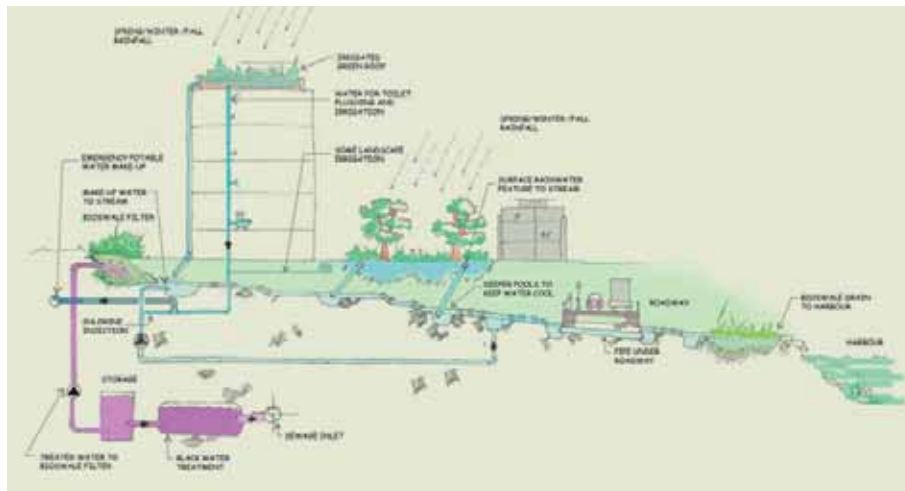 SPRING/WINTER/FALL
RAINFALL
IRRIGATED
GREEN ROOF
WATER FOR TOILET
FLUSHING AND
IRRIGATION
SPRING/WINTER/FALL
RAINFALL
EMERGENCY POTABLE
WATER MAKE-UP
SOME LANDSCAPE
IRRIGATION
MAKE UP WATER
TO STREAM
SURFACE RAINWATER
FEATURE TO STREAM
BIOSWALE FILTER
DEEPER POOLS TO
KEEP WATER COOL
ROADWAY
BIOSWALE DRAIN
TO HARBOUR
CHLORINE
INJECTION
HARBOUR
PIPE UNDER
ROADWAY
STORAGE
SEWAGE INLET
TREATED WATER TO
BIOSWALE FILTER
BLACK WATER
TREATMENT